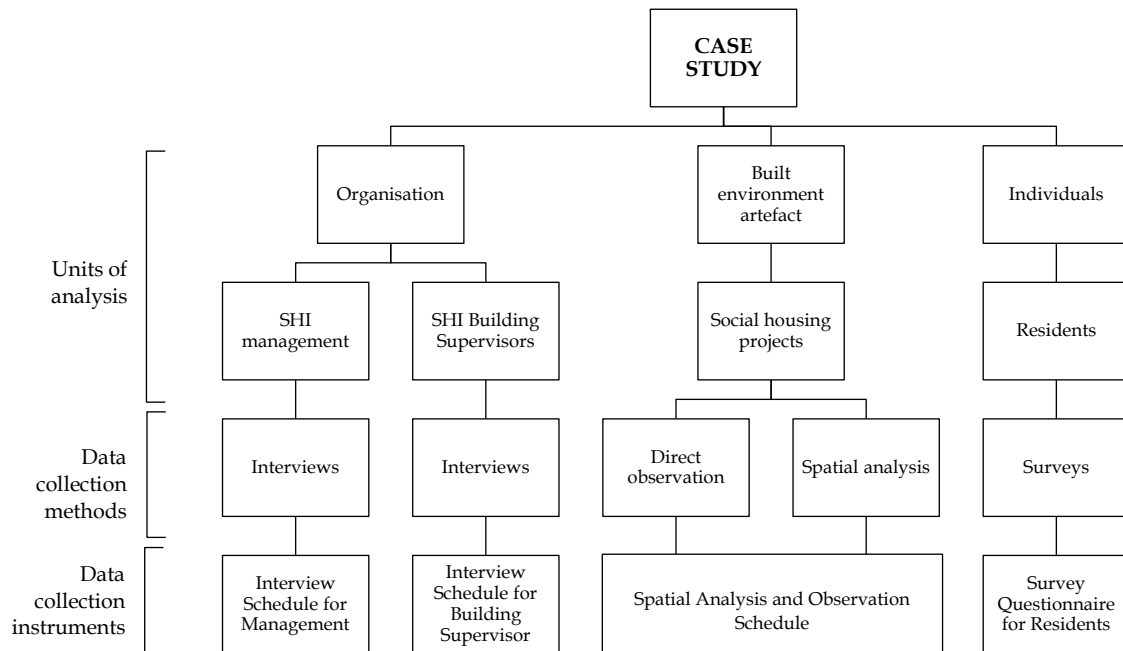 CASE
STUDY
Organisation
Built
environment
artefact
Individuals
Units of
analysis
SHI
management
SHI Building
Supervisors
Social housing
projects
Residents
Data
collection
methods
Interviews
Interviews
Direct
observation
Spatial analysis
Surveys
Data
collection
instruments
Interview
Schedule for
Management
Interview
Schedule for
Building
Supervisor
Spatial Analysis and Observation
Schedule
Survey
Questionnaire
for Residents